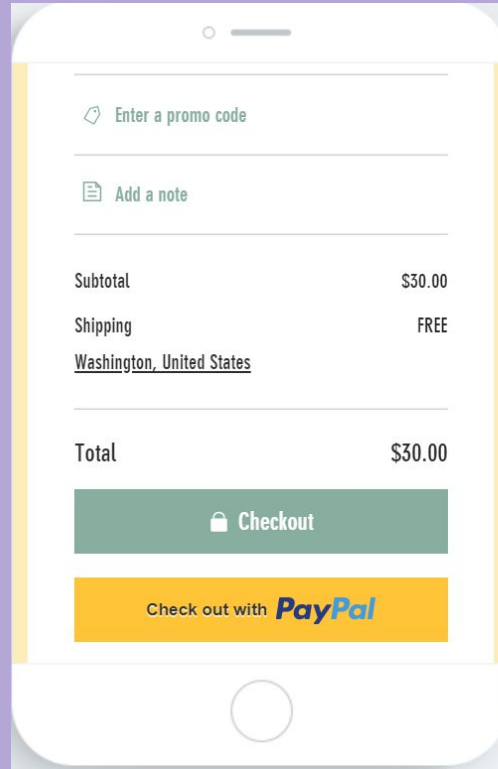 Enter a promo code
Add a note
Subtotal $30.00
Shipping FREE
Washington, United States
Total $30.00
Checkout
Check out with PayPal